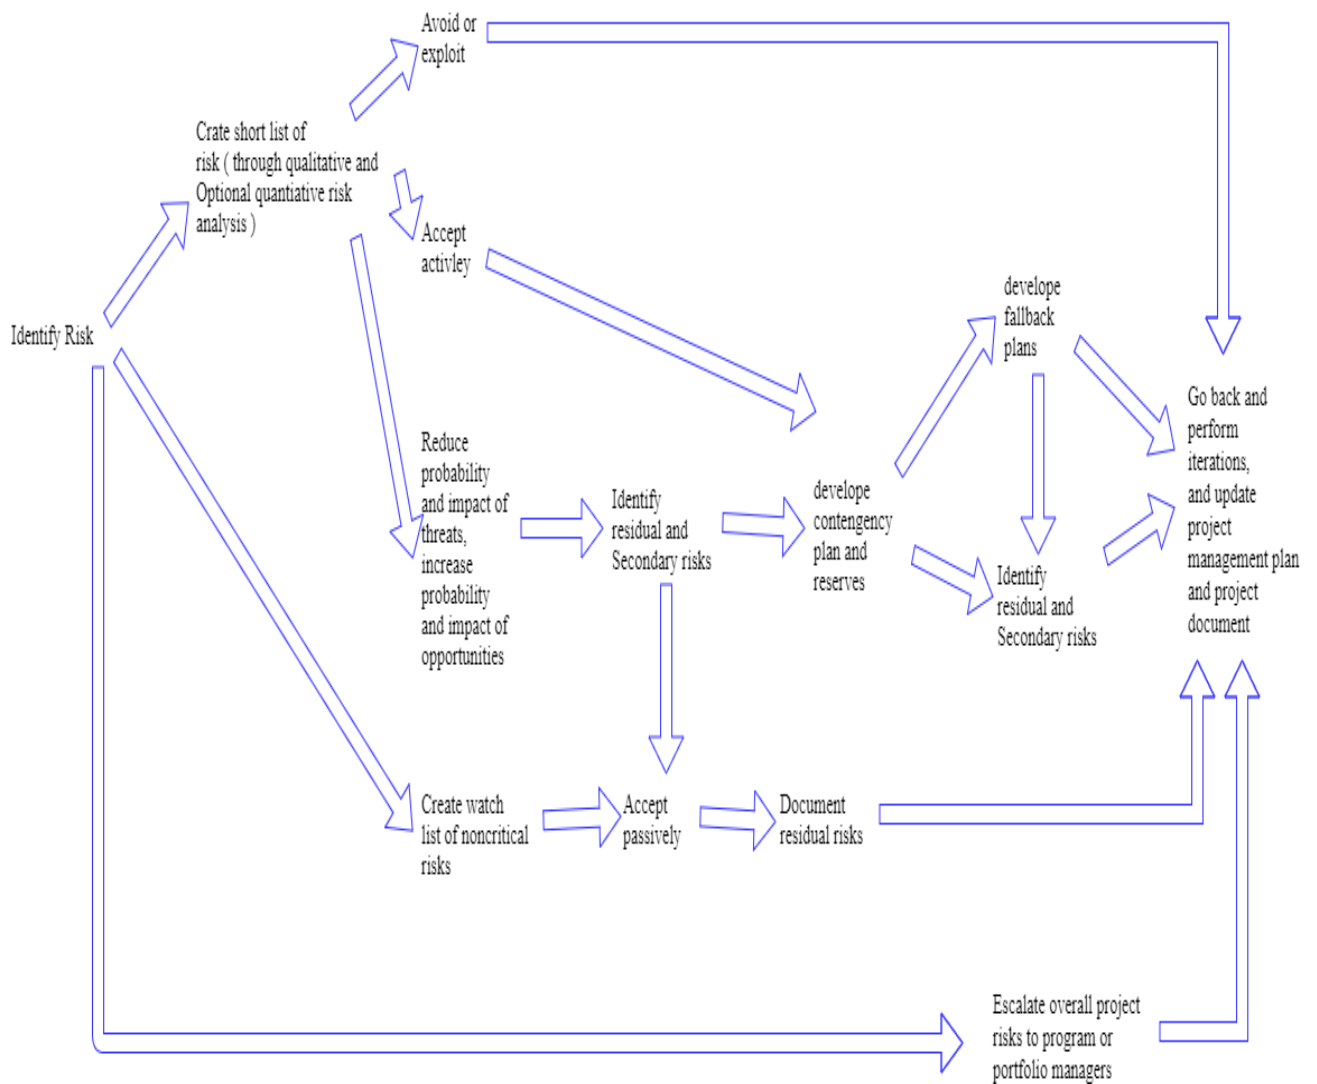 Avoid or
exploit
Crate short list of
risk ( through qualitative and
Optional quantiative risk
analysis )
Accept
activley
Identify Risk
develope
fallback
plans
Go back and
perform
iterations,
and update
project
management plan
and project
document
Reduce
probability
and impact of
threats,
increase
probability
and impact of
opportunities
Identify
residual and
Secondary risks
develope
contengency
plan and
reserves
Identify
residual and
Secondary risks
Create watch
list of noncritical
risks
Accept
passively
Document
residual risks
Escalate overall project
risks to program or
portfolio managers